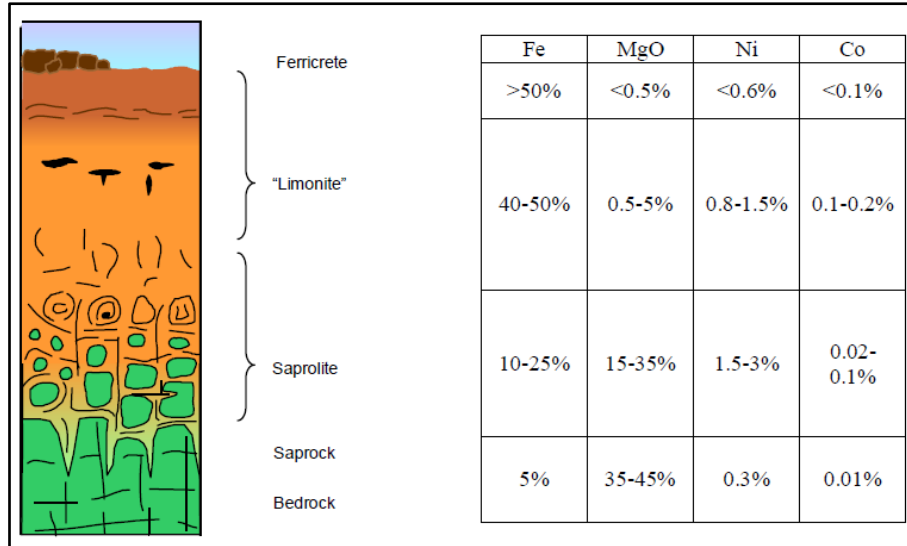 Ferricrete
"Limonite"
Saprolite
Saprock
Bedrock
Fe MgO Ni Co
>50% <0.5% <0.6% <0.1%
40-50% 0.5-5% 0.8-1.5% 0.1-0.2%
10-25% 15-35% 1.5-3% 0.02-
0.1%
5% 35-45% 0.3% 0.01%